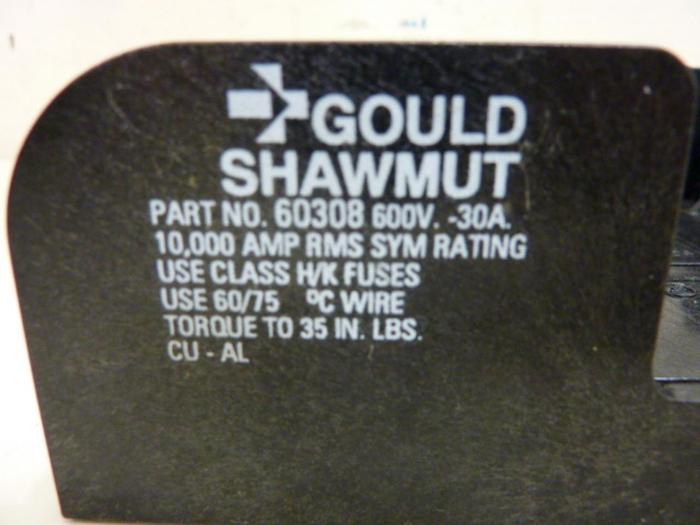 GOULD
SHAWMUT
PART NO. 60308 600V. -30A.
10,000 AMP RMS SYM RATING
USE CLASS H/K FUSES
USE 60/75 ºC WIRE
TORQUE TO 35 IN. LBS.
CU - AL